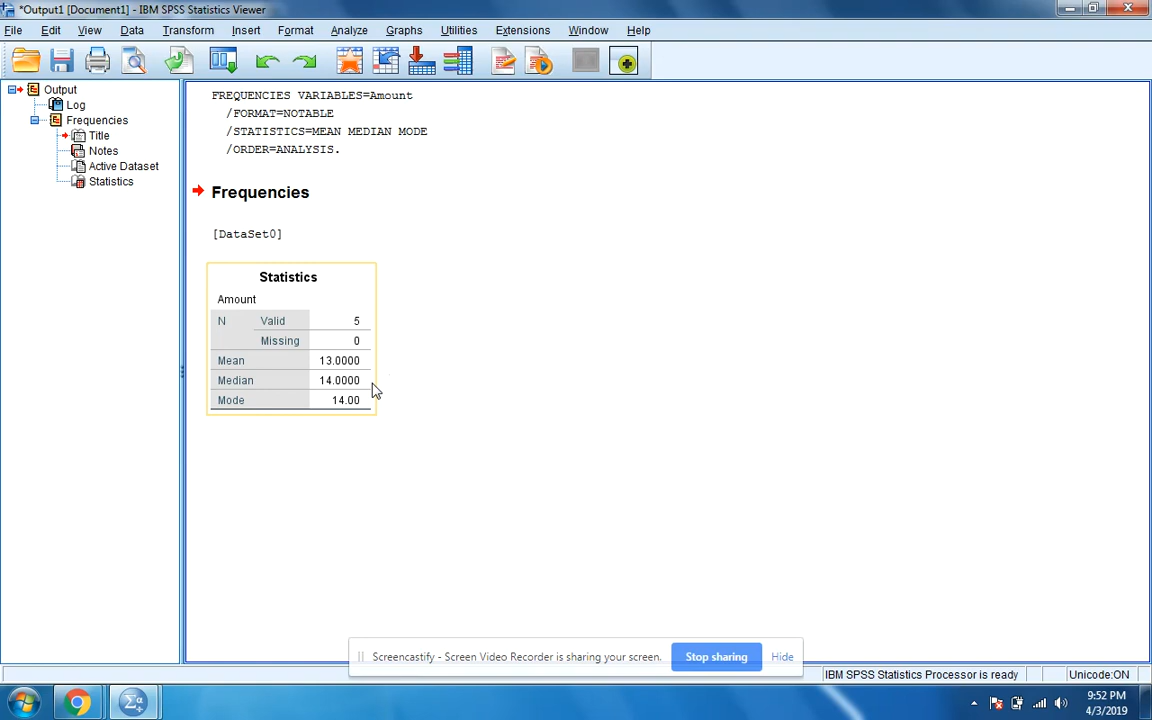 *Output1 [Document1] - IBM SPSS Statistics Viewer
File Edit View Data Transform Insert Format Analyze Graphs Utilities Extensions Window Help
Output
Log
Frequencies
Title
Notes
Active Dataset
Statistics
FREQUENCIES VARIABLES=Amount
/FORMAT=NOTABLE
/STATISTICS=MEAN MEDIAN MODE
/ORDER=ANALYSIS.
Frequencies
[DataSet0]
Statistics
Amount
N Valid 5
Missing 0
Mean 13.0000
Median 14.0000
Mode 14.00
Screencastify - Screen Video Recorder is sharing your screen. Stop sharing Hide
IBM SPSS Statistics Processor is ready Unicode:ON
9:52 PM
4/3/2019